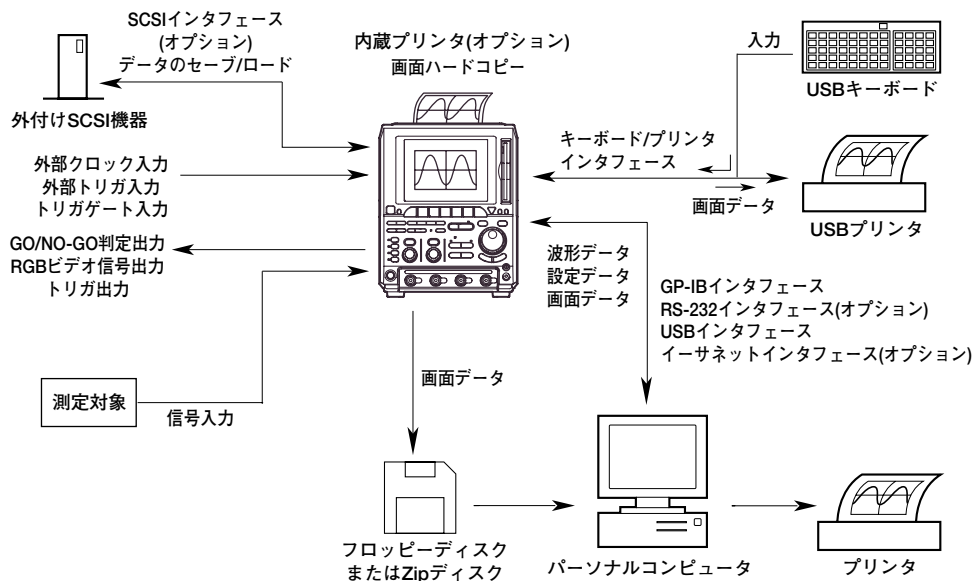 SCSIインタフェース
(オプション)
データのセーブ/ロード
外付けSCSI機器
内蔵プリンタ(オプション)
画面ハードコピー
入力
USBキーボード
キーボード/プリンタ
インタフェース
画面データ
USBプリンタ
外部クロック入力
外部トリガ入力
トリガゲート入力
GO/NO-GO判定出力
RGBビデオ信号出力
トリガ出力
波形データ
設定データ
画面データ
GP-IBインタフェース
RS-232インタフェース(オプション)
USBインタフェース
イーサネットインタフェース(オプション)
測定対象
信号入力
画面データ
フロッピーディスク
またはZipディスク
パーソナルコンピュータ
プリンタ